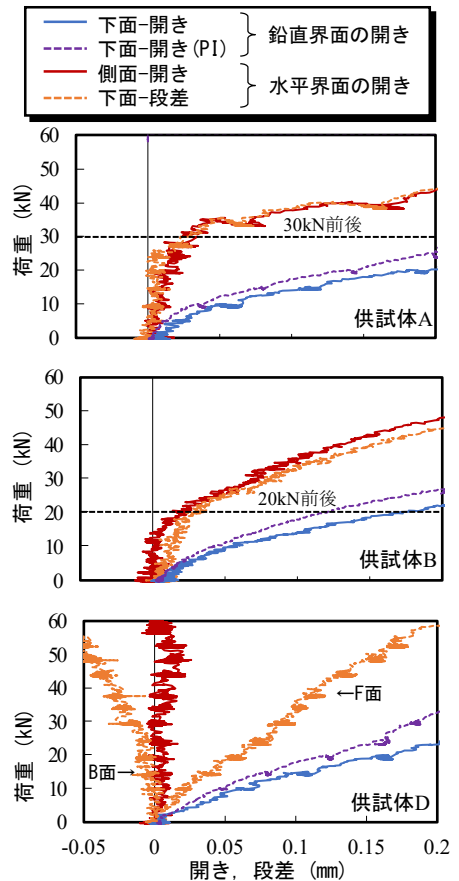 下面-開き
下面-開き(PI)
鉛直界面の開き
側面-開き
下面-段差
水平界面の開き
荷重 (kN)
60
50
40
30
20
10
0
30kN前後
供試体A
荷重 (kN)
60
50
40
30
20
10
0
20kN前後
供試体B
荷重 (kN)
60
50
40
30
20
10
0
B面→
←F面
供試体D
-0.05
0
0.05
0.1
0.15
0.2
開き, 段差 (mm)